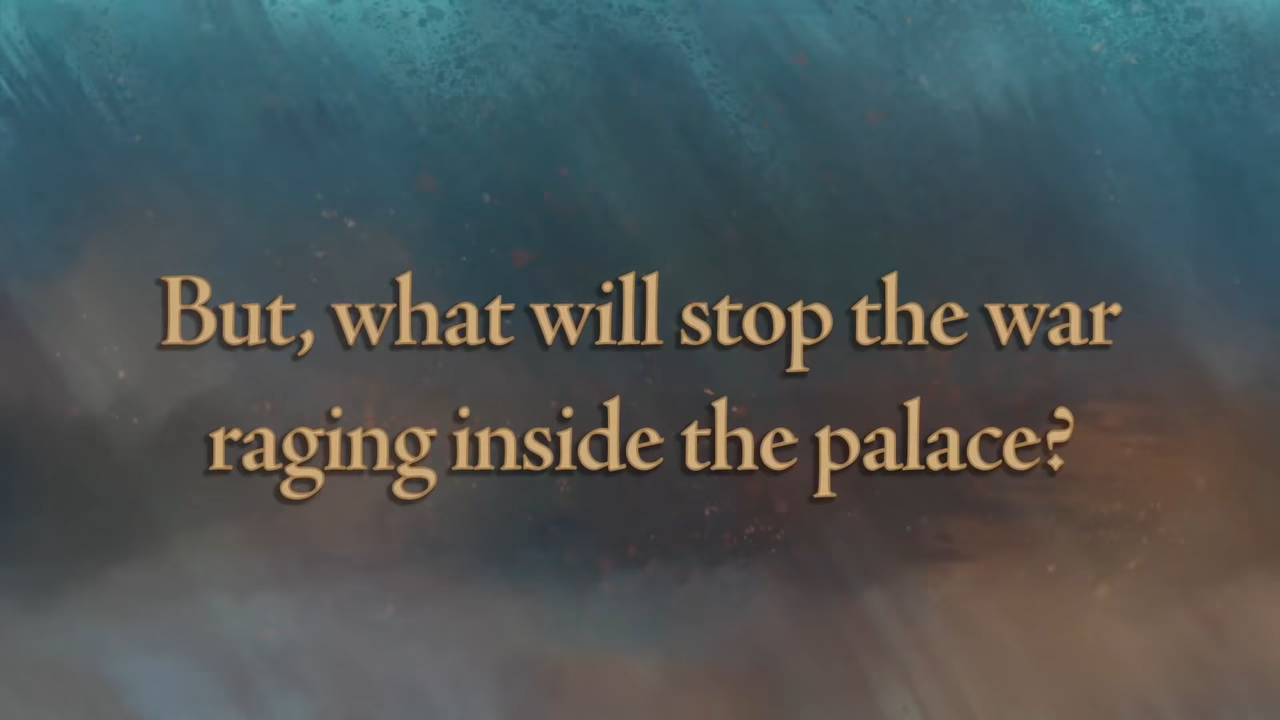 But, what will stop the war
raging inside the palace?